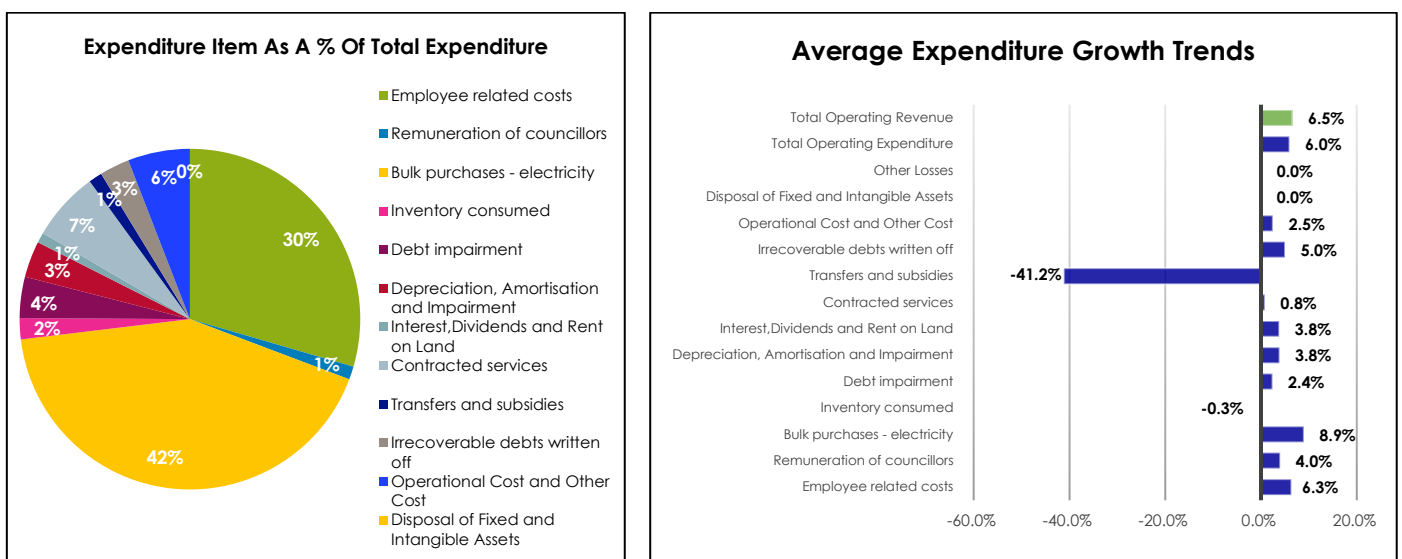 Expenditure Item As A % Of Total Expenditure
30%
1%
42%
2%
4%
3%
1%
7%
1%
3%
6%
0%
Employee related costs
Remuneration of councillors
Bulk purchases - electricity
Inventory consumed
Debt impairment
Depreciation, Amortisation
and Impairment
Interest,Dividends and Rent
on Land
Contracted services
Transfers and subsidies
Irrecoverable debts written
off
Operational Cost and Other
Cost
Disposal of Fixed and
Intangible Assets
Average Expenditure Growth Trends
Total Operating Revenue 6.5%
Total Operating Expenditure 6.0%
Other Losses 0.0%
Disposal of Fixed and Intangible Assets 0.0%
Operational Cost and Other Cost 2.5%
Irrecoverable debts written off 5.0%
Transfers and subsidies -41.2%
Contracted services 0.8%
Interest,Dividends and Rent on Land 3.8%
Depreciation, Amortisation and Impairment 3.8%
Debt impairment 2.4%
Inventory consumed -0.3%
Bulk purchases - electricity 8.9%
Remuneration of councillors 4.0%
Employee related costs 6.3%
-60.0% -40.0% -20.0% 0.0% 20.0%